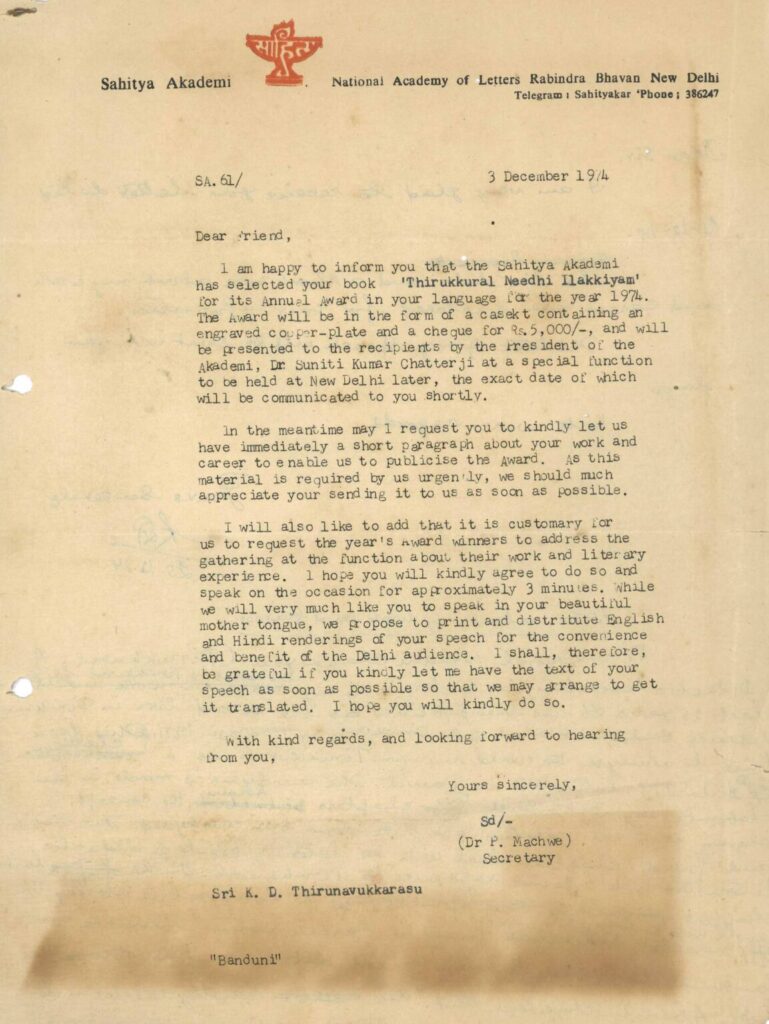 साहित्य
Sahitya Akademi
National Academy of Letters Rabindra Bhavan New Delhi
Telegram : Sahityakar 'Phone ; 386247
SA.61/
3 December 1974
Dear Friend,
I am happy to inform you that the Sahitya Akademi
has selected your book 'Thirukkural Needhi Ilakkiyam'
for its Annual Award in your language for the year 1974.
The Award will be in the form of a casekt containing an
engraved copper-plate and a cheque for Rs.5,000/-, and will
be presented to the recipients by the President of the
Akademi, Dr Suniti Kumar Chatterji at a special function
to be held at New Delhi later, the exact date of which
will be communicated to you shortly.
In the meantime may I request you to kindly let us
have immediately a short paragraph about your work and
career to enable us to publicise the Award. As this
material is required by us urgently, we should much
appreciate your sending it to us as soon as possible.
I will also like to add that it is customary for
us to request the year's Award winners to address the
gathering at the function about their work and literary
experience. I hope you will kindly agree to do so and
speak on the occasion for approximately 3 minutes. While
we will very much like you to speak in your beautiful
mother tongue, we propose to print and distribute English
and Hindi renderings of your speech for the convenience
and benefit of the Delhi audience. I shall, therefore,
be grateful if you kindly let me have the text of your
speech as soon as possible so that we may arrange to get
it translated. I hope you will kindly do so.
With kind regards, and looking forward to hearing
from you,
Yours sincerely,
Sd/-
(Dr P. Machwe)
Secretary
Sri K. D. Thirunavukkarasu
"Banduni"